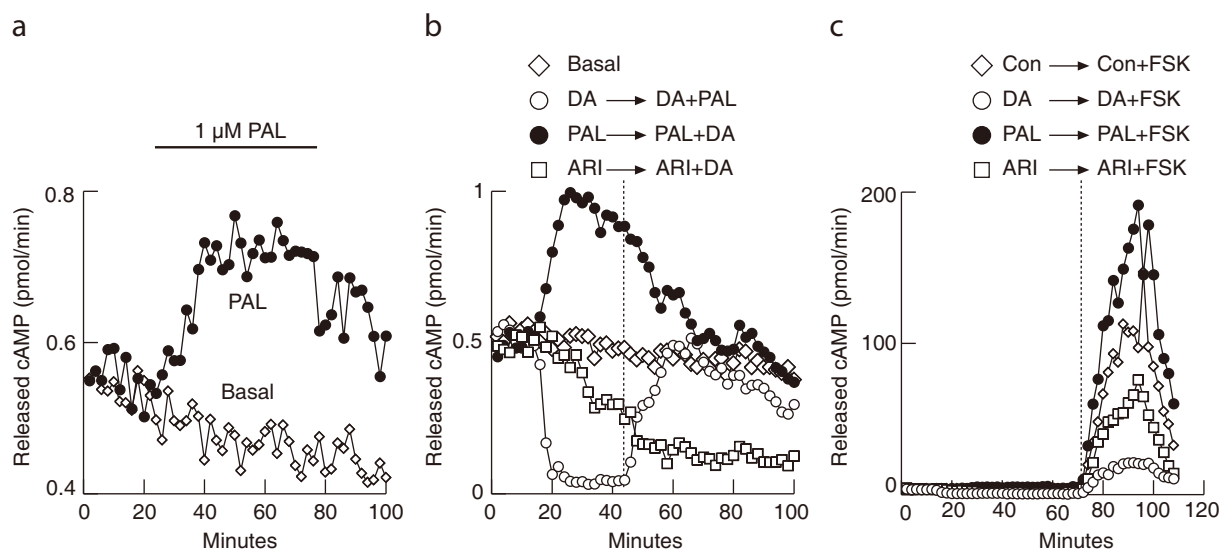 a
1 µM PAL
Released cAMP (pmol/min)
0.8
0.6
0.4
PAL
Basal
0 20 40 60 80 100
Minutes
b
Basal
DA → DA+PAL
PAL → PAL+DA
ARI → ARI+DA
Released cAMP (pmol/min)
1
0.5
0
0 20 40 60 80 100
Minutes
c
Con → Con+FSK
DA → DA+FSK
PAL → PAL+FSK
ARI → ARI+FSK
Released cAMP (pmol/min)
200
100
0
0 20 40 60 80 100 120
Minutes